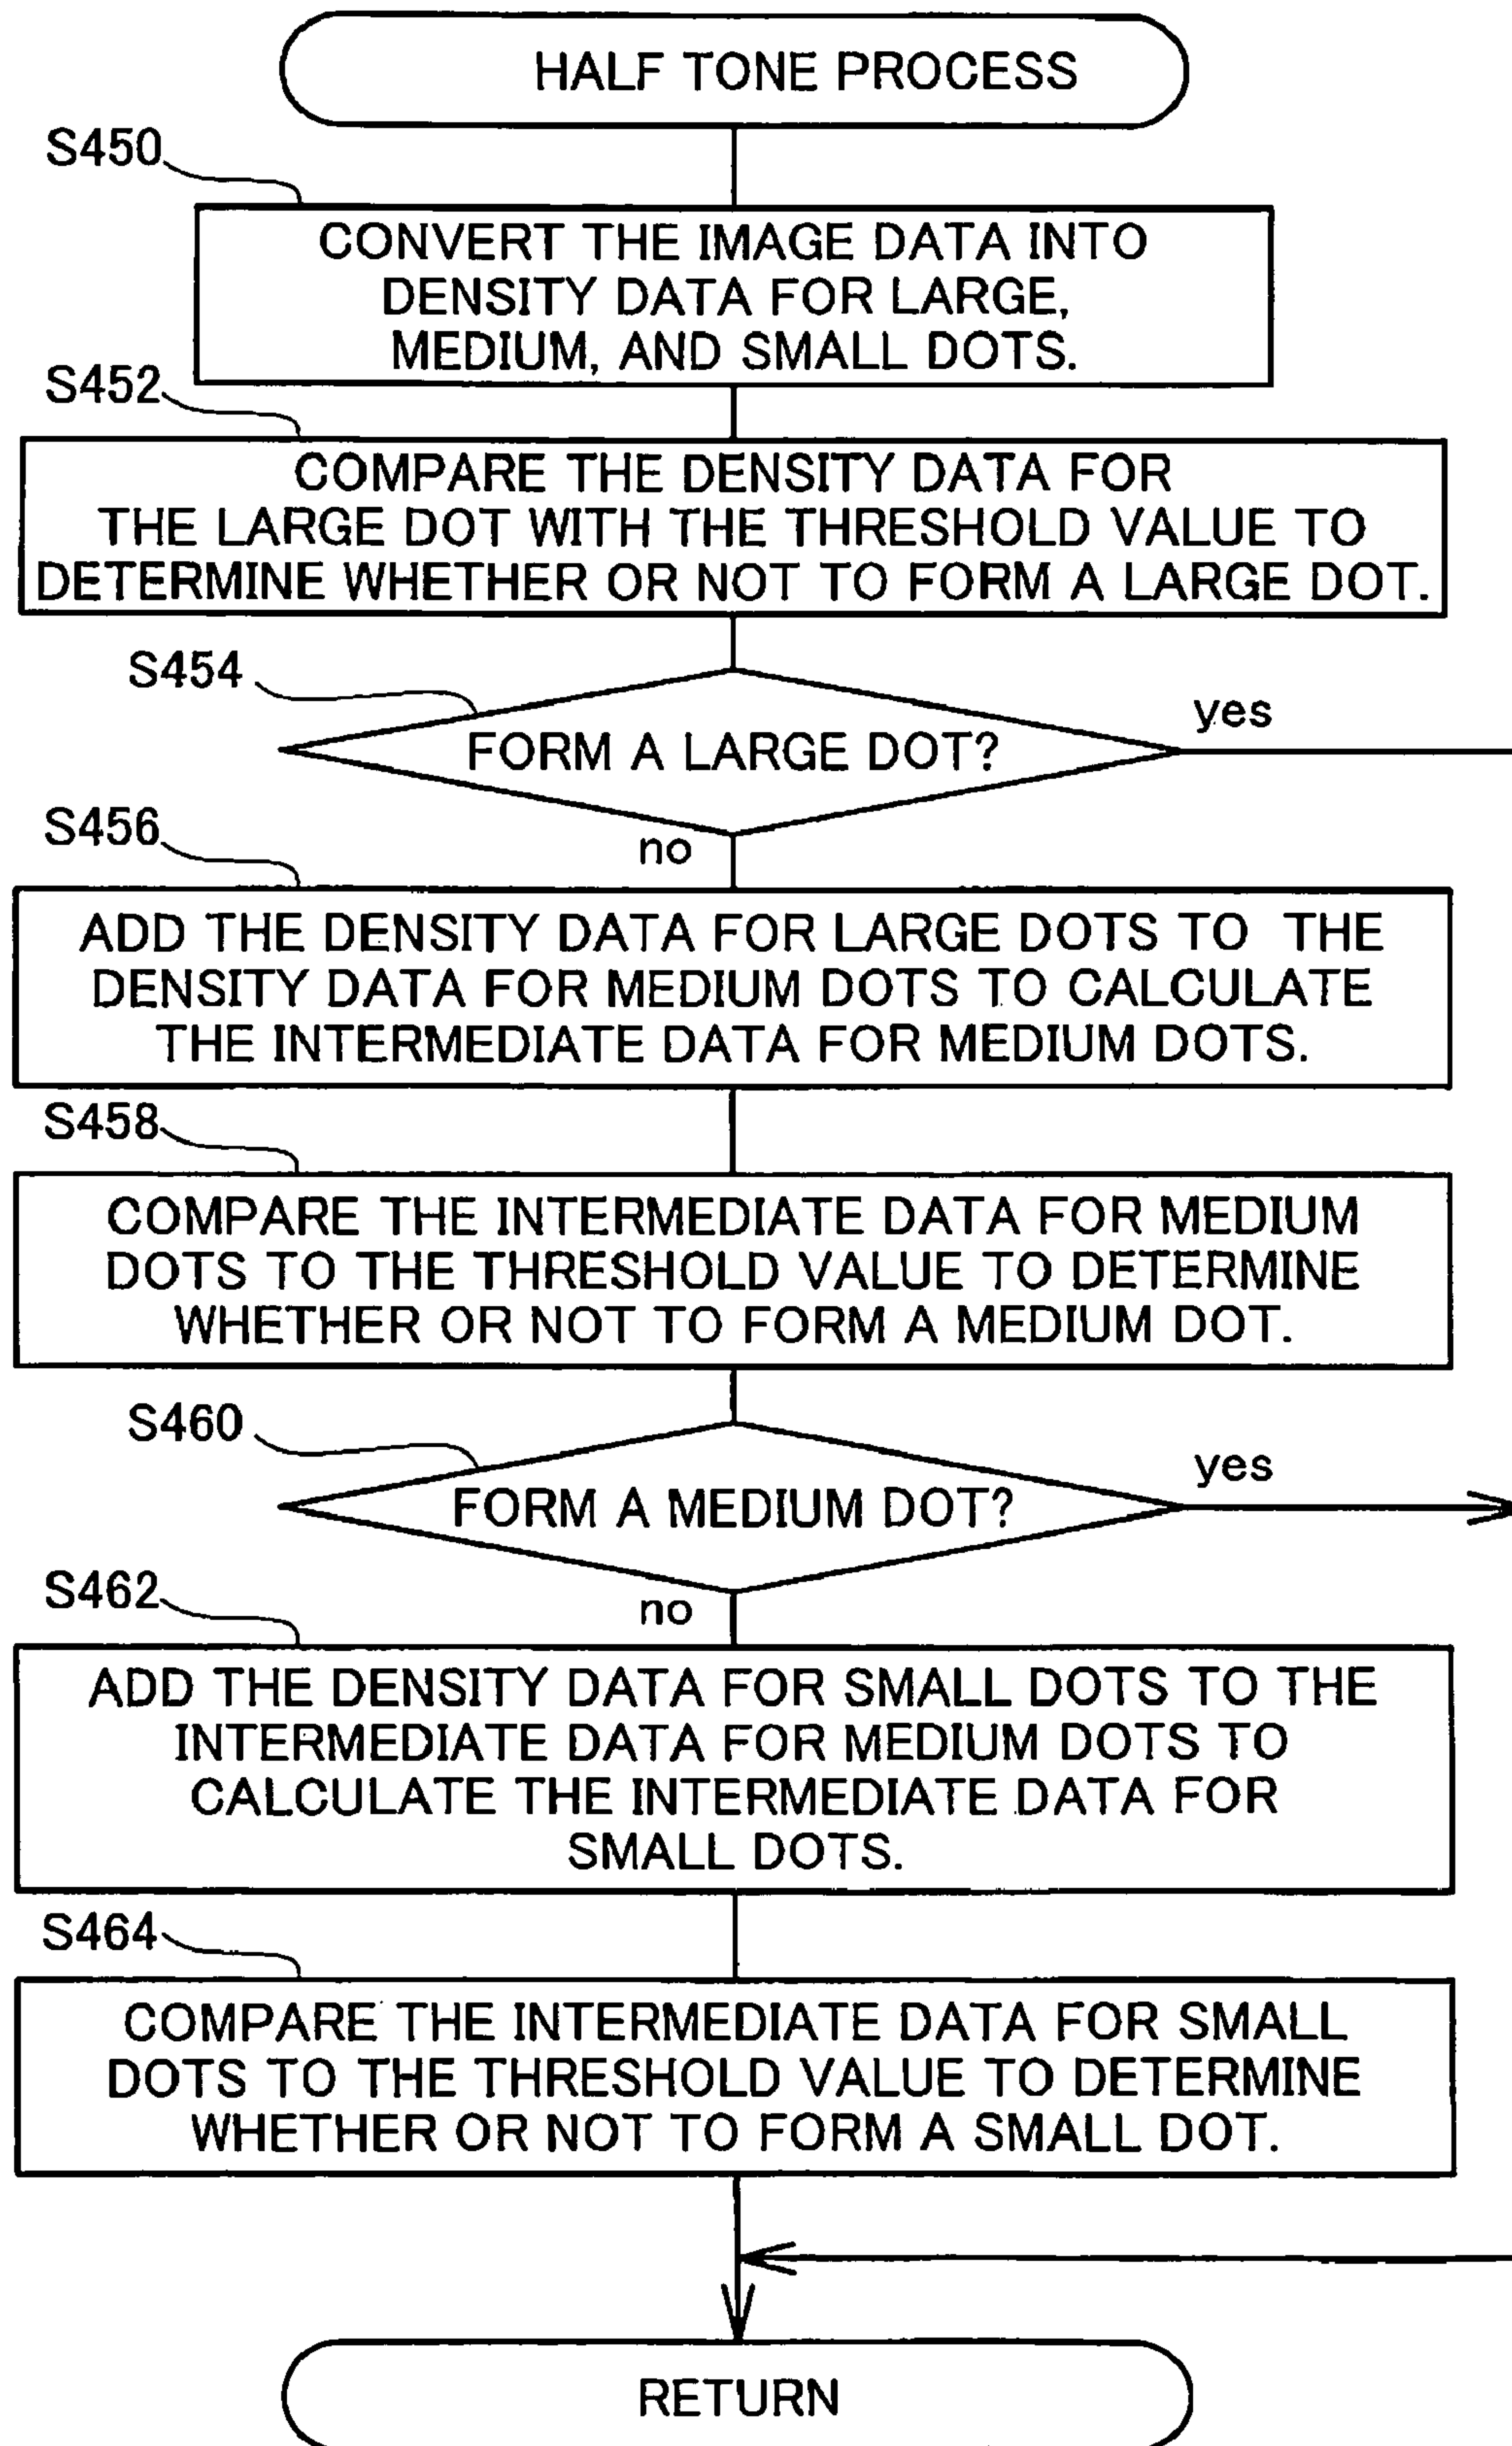 HALF TONE PROCESS
S450
CONVERT THE IMAGE DATA INTO
DENSITY DATA FOR LARGE,
MEDIUM, AND SMALL DOTS.
S452
COMPARE THE DENSITY DATA FOR
THE LARGE DOT WITH THE THRESHOLD VALUE TO
DETERMINE WHETHER OR NOT TO FORM A LARGE DOT.
S454
FORM A LARGE DOT?
yes
no
S456
ADD THE DENSITY DATA FOR LARGE DOTS TO THE
DENSITY DATA FOR MEDIUM DOTS TO CALCULATE
THE INTERMEDIATE DATA FOR MEDIUM DOTS.
S458
COMPARE THE INTERMEDIATE DATA FOR MEDIUM
DOTS TO THE THRESHOLD VALUE TO DETERMINE
WHETHER OR NOT TO FORM A MEDIUM DOT.
S460
FORM A MEDIUM DOT?
yes
no
S462
ADD THE DENSITY DATA FOR SMALL DOTS TO THE
INTERMEDIATE DATA FOR MEDIUM DOTS TO
CALCULATE THE INTERMEDIATE DATA FOR
SMALL DOTS.
S464
COMPARE THE INTERMEDIATE DATA FOR SMALL
DOTS TO THE THRESHOLD VALUE TO DETERMINE
WHETHER OR NOT TO FORM A SMALL DOT.
RETURN